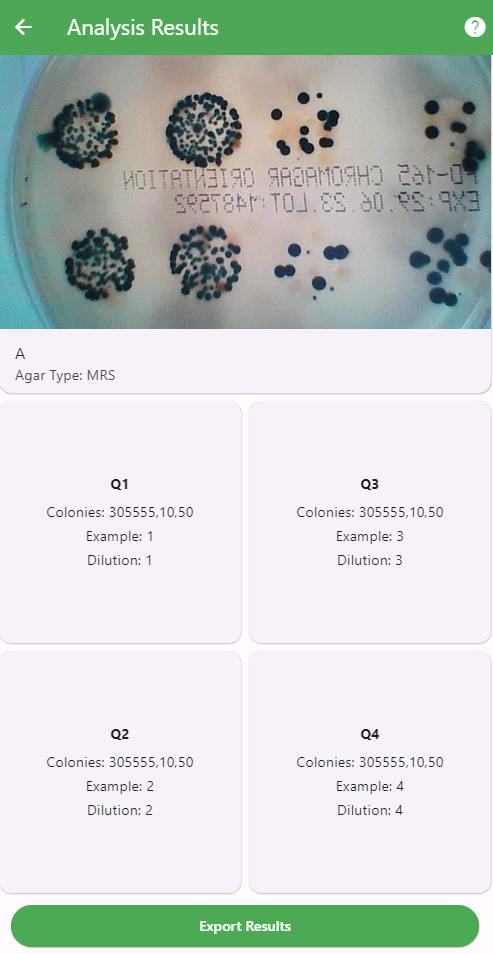 Analysis Results
?
PD-165 CHROMAGAR ORIENTATION
EXP:29.06.23.LOT:1487592
A
Agar Type: MRS
Q1
Colonies: 305555,10,50
Example: 1
Dilution: 1
Q3
Colonies: 305555,10,50
Example: 3
Dilution: 3
Q2
Colonies: 305555,10,50
Example: 2
Dilution: 2
Q4
Colonies: 305555,10,50
Example: 4
Dilution: 4
Export Results